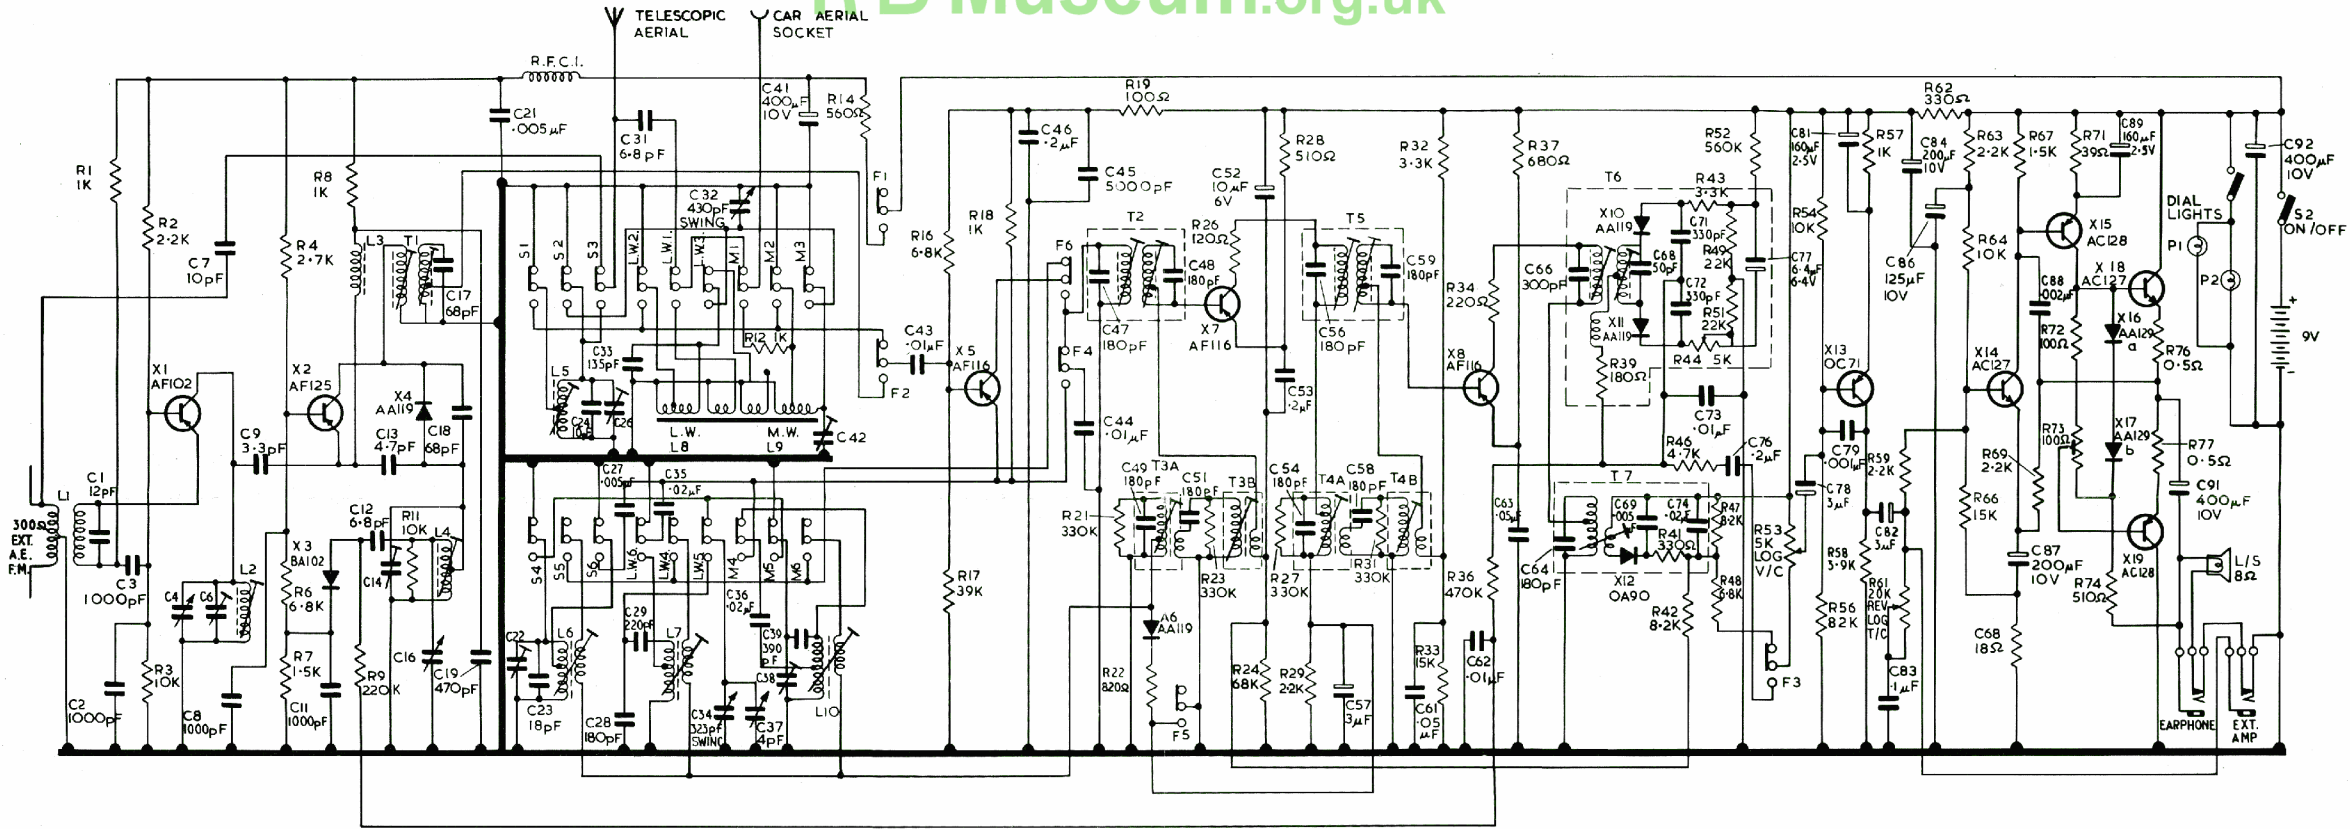 RB Museum.org.uk
TELESCOPIC
AERIAL
CAR AERIAL
SOCKET
R.F.C.I.
C21
.005µF
C31
6.8pF
C41
400µF
10V
R14
560Ω
F1
R1
1K
R2
2.2K
C7
10pF
R4
2.7K
R8
1K
L3
T1
C17
68pF
C32
430pF
SWING
S1
S2
S3
L.W.2.
L.W.1.
L.W.3.
M1
M2
M3
R12 1K
C33
135pF
L5
C24
C26
L.W.
L8
M.W.
L9
C42
C43
.01µF
F2
X1
AF102
X2
AF125
X4
AA119
C9
3.3pF
C13
4.7pF
C18
68pF
L1
C1
12pF
300Ω
EXT.
A.E.
F.M.
C3
1000pF
C4
C6
L2
X3
BA102
R6
6.8K
C12
6.8pF
R11
10K
C14
L4
C2
1000pF
R3
10K
C8
1000pF
R7
1.5K
C11
1000pF
R9
220K
C16
C19
470pF
C27
.005µF
C35
.02µF
S4
S5
S6
L.W.6.
L.W.4.
L.W.5.
M4
M5
M6
C22
C23
18pF
L6
C29
220pF
L7
C28
180pF
C36
.02µF
C39
390
pF
C38
C34
323pf
SWING
C37
4pF
L10
R16
6.8K
R18
1K
C46
.2µF
C45
5000pF
R19
100Ω
X5
AF116
R17
39K
F6
F4
C44
.01µF
T2
C47
180pF
C48
180pF
R26
120Ω
X7
AF116
C52
10µF
6V
R28
510Ω
C53
.2µF
T5
C56
180pF
C59
180pF
R32
3.3K
R34
220Ω
X8
AF116
R37
680Ω
R21
330K
C49
180pF
T3A
C51
180pF
R23
330K
T3B
C54
180pF
R27
330K
T4A
C58
180pF
R31
330K
T4B
A6
AA119
R22
820Ω
F5
R24
68K
R29
2.2K
C57
3µF
R33
15K
C61
.05
µF
R36
470K
C62
.01µF
C63
.05µF
T6
C66
300pF
X10
AA119
C68
50pF
X11
AA119
R43
3.3K
C71
330pF
R49
22K
C72
330pF
R51
22K
R44 5K
R39
180Ω
R52
560K
C77
6.4µF
6.4V
C73
.01µF
R46
4.7K
C76
.2µF
T7
C64
180pF
C69
.005
C74
.02µF
R41
330Ω
X12
OA90
R47
8.2K
R48
6.8K
R42
8.2K
R53
5K
LOG
V/C
F3
C81
160µF
2.5V
R57
1K
R54
10K
X13
OC71
C79
.001µF
C78
3µF
R59
2.2K
C82
3µF
R58
3.9K
R56
82K
R61
20K
REV
LOG
T/C
C83
.1µF
R62
330Ω
C84
200µF
10V
C86
125µF
10V
R63
2.2K
R64
10K
X14
AC127
R66
15K
C68
18Ω
C87
200µF
10V
R67
1.5K
R69
2.2K
R71
39Ω
C89
160µF
2.5V
X15
AC128
C88
.002µF
R72
100Ω
R73
100Ω
X16
AA129
a
X17
AA129
b
X18
AC127
R76
0.5Ω
R77
0.5Ω
C91
400µF
10V
X19
AC128
R74
510Ω
L/S
8Ω
EARPHONE
EXT.
AMP
DIAL
LIGHTS
P1
P2
C92
400µF
10V
S2
ON/OFF
+
9V
-